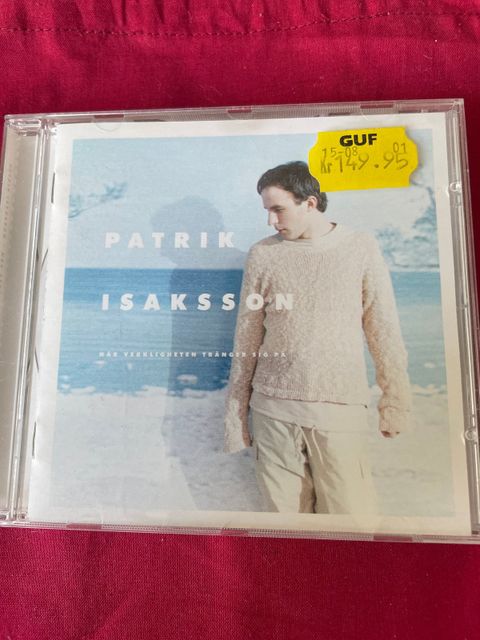 GUF
15-08 01
Kr 149.95
PATRIK
ISAKSSON
NÄR VERKLIGHETEN TRÄNGER SIG PÅ